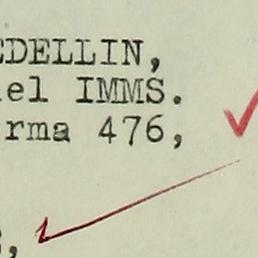 EDELLIN,
el IMMS.
rma 476,